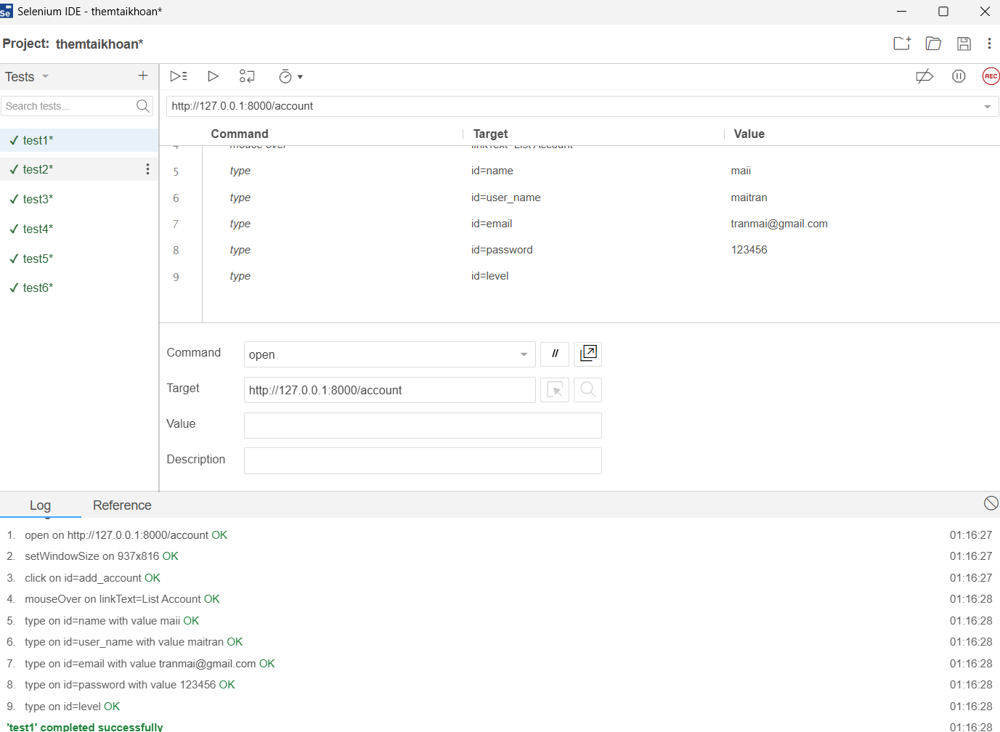 Se Selenium IDE - themtaikhoan*
Project: themtaikhoan*
Tests
Search tests...
✓ test1*
✓ test2*
✓ test3*
✓ test4*
✓ test5*
✓ test6*
REC
http://127.0.0.1:8000/account
Command Target Value
4 mouse over linkText=List Account
5 type id=name maii
6 type id=user_name maitran
7 type id=email tranmai@gmail.com
8 type id=password 123456
9 type id=level
Command open //
Target http://127.0.0.1:8000/account
Value
Description
Log Reference
1. open on http://127.0.0.1:8000/account OK 01:16:27
2. setWindowSize on 937x816 OK 01:16:27
3. click on id=add_account OK 01:16:27
4. mouseOver on linkText=List Account OK 01:16:28
5. type on id=name with value maii OK 01:16:28
6. type on id=user_name with value maitran OK 01:16:28
7. type on id=email with value tranmai@gmail.com OK 01:16:28
8. type on id=password with value 123456 OK 01:16:28
9. type on id=level OK 01:16:28
'test1' completed successfully 01:16:28